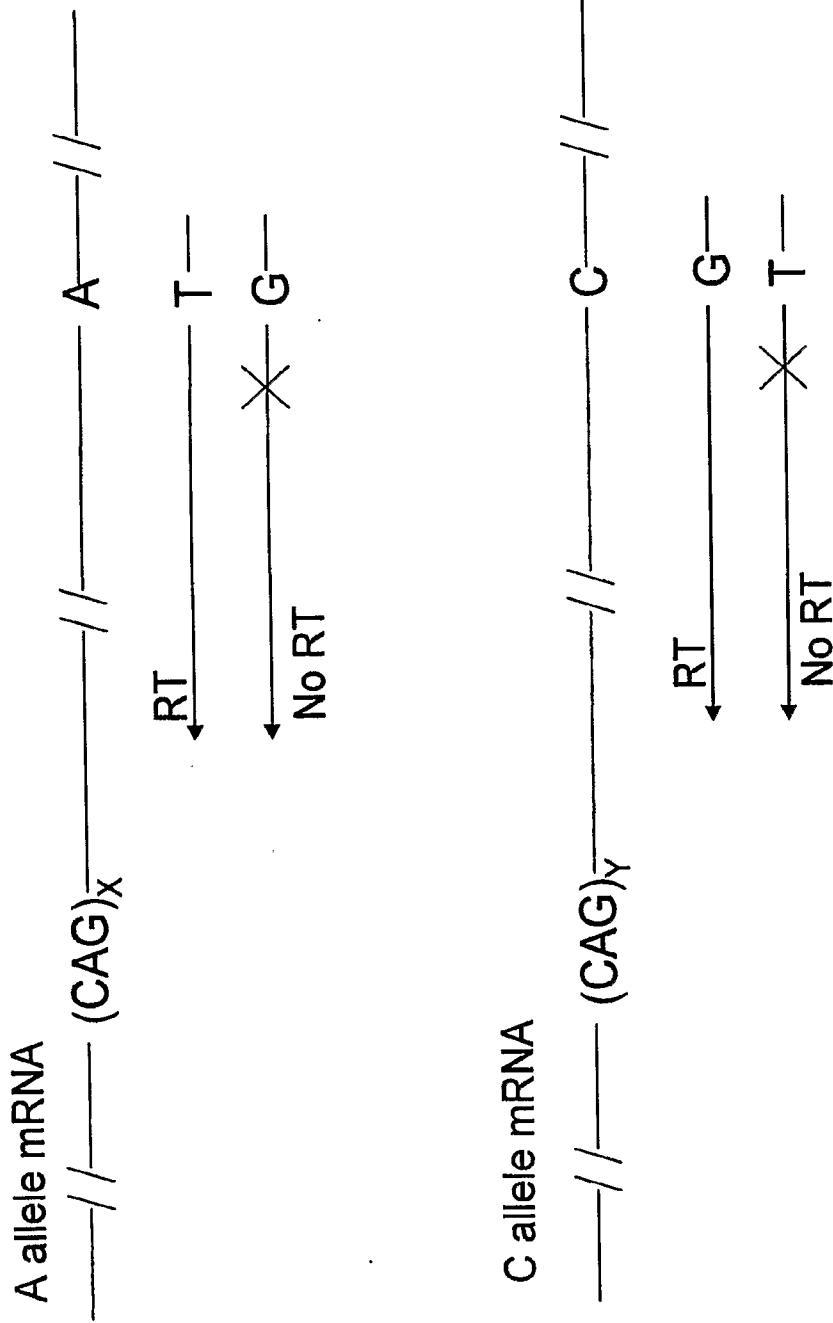 A allele mRNA
(CAG)X
A
RT
T
G
No RT
C allele mRNA
(CAG)Y
C
RT
G
T
No RT